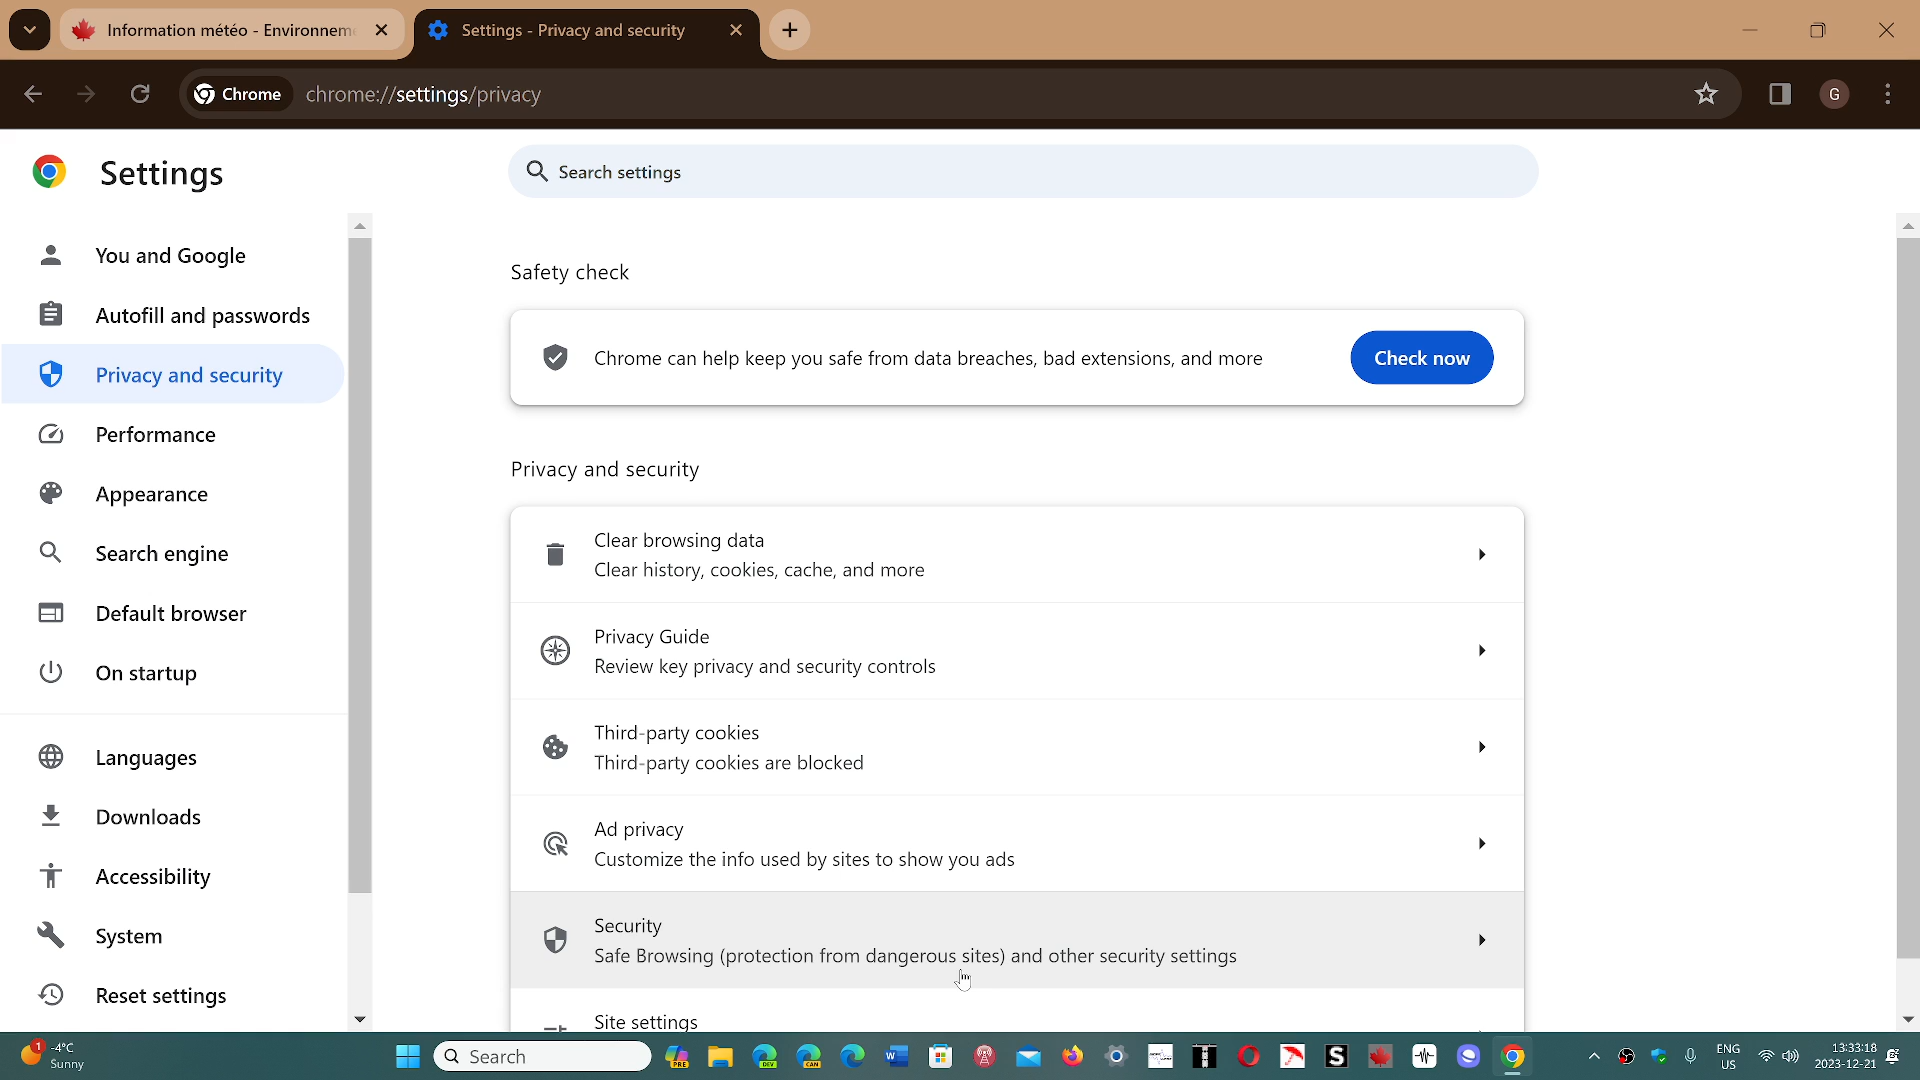 Information météo - Environnem
Settings - Privacy and security
Chrome
chrome://settings/privacy
G
Settings
Search settings
You and Google
Autofill and passwords
Privacy and security
Performance
Appearance
Search engine
Default browser
On startup
Languages
Downloads
Accessibility
System
Reset settings
Safety check
Chrome can help keep you safe from data breaches, bad extensions, and more
Check now
Privacy and security
Clear browsing data
Clear history, cookies, cache, and more
Privacy Guide
Review key privacy and security controls
Third-party cookies
Third-party cookies are blocked
Ad privacy
Customize the info used by sites to show you ads
Security
Safe Browsing (protection from dangerous sites) and other security settings
Site settings
1
-4°C
Sunny
Search
PRE
DEV
CAN
W
S
ENG
US
13:33:18
2023-12-21